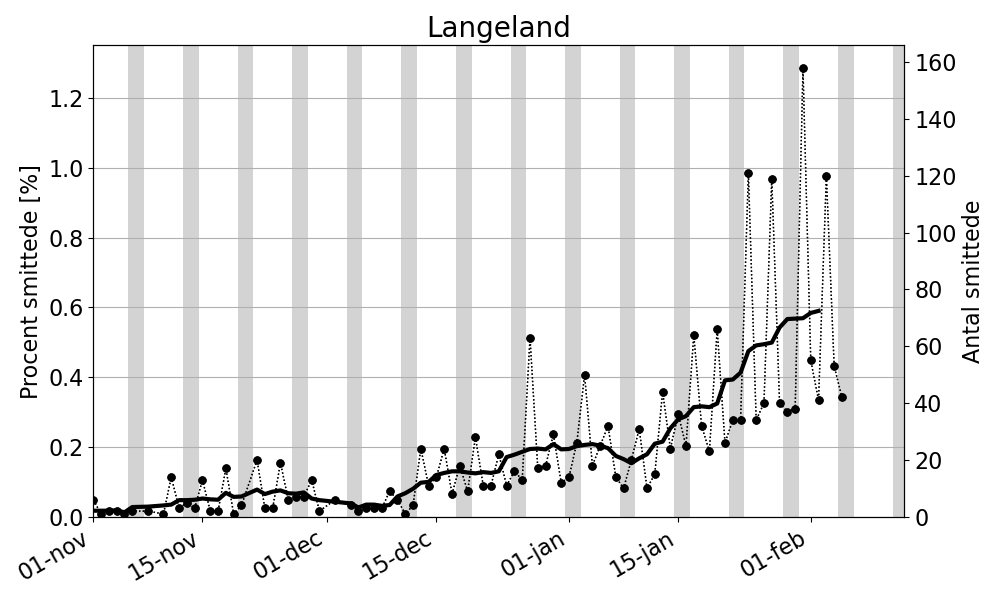 Langeland
Procent smittede [%]
1.2
1.0
0.8
0.6
0.4
0.2
0.0
160
140
120
100
80
60
40
20
0
Antal smittede
01-nov
15-nov
01-dec
15-dec
01-jan
15-jan
01-feb